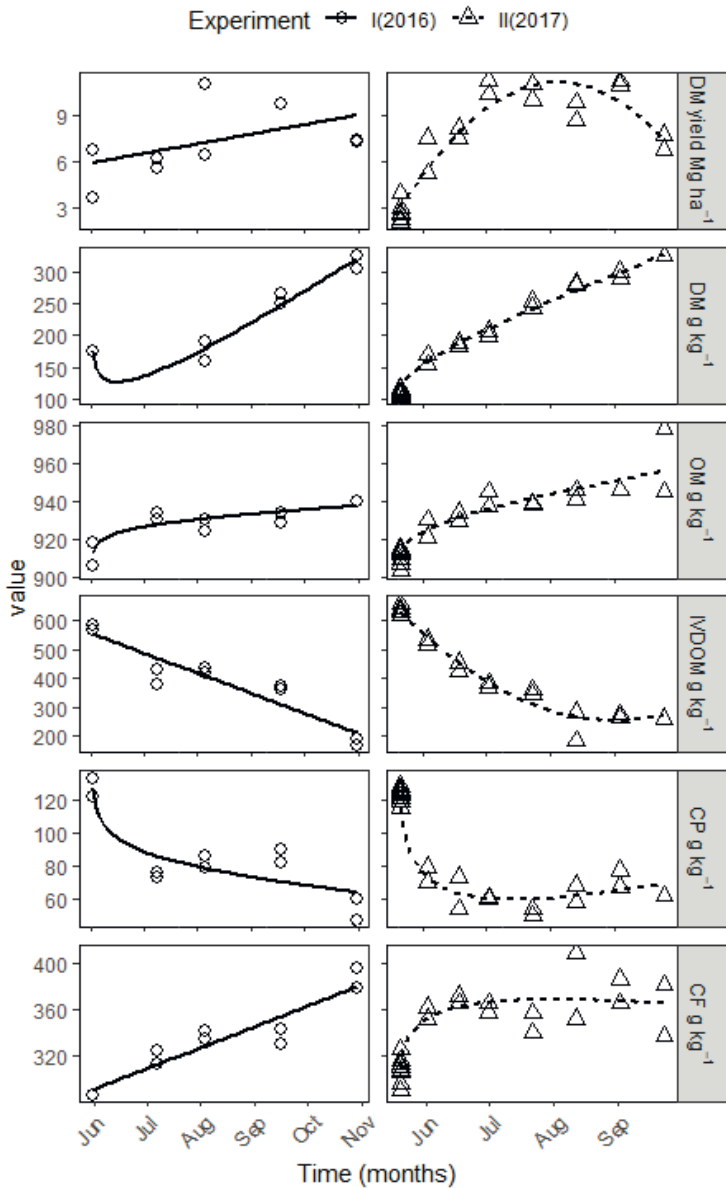 Experiment I(2016) II(2017)
9
6
3
DM yield Mg ha⁻¹
300
250
200
150
100
DM g kg⁻¹
980
960
940
920
900
OM g kg⁻¹
value
600
500
400
300
200
IVDOM g kg⁻¹
120
100
80
60
CP g kg⁻¹
400
360
320
CF g kg⁻¹
Jun Jul Aug Sep Oct Nov Jun Jul Aug Sep
Time (months)